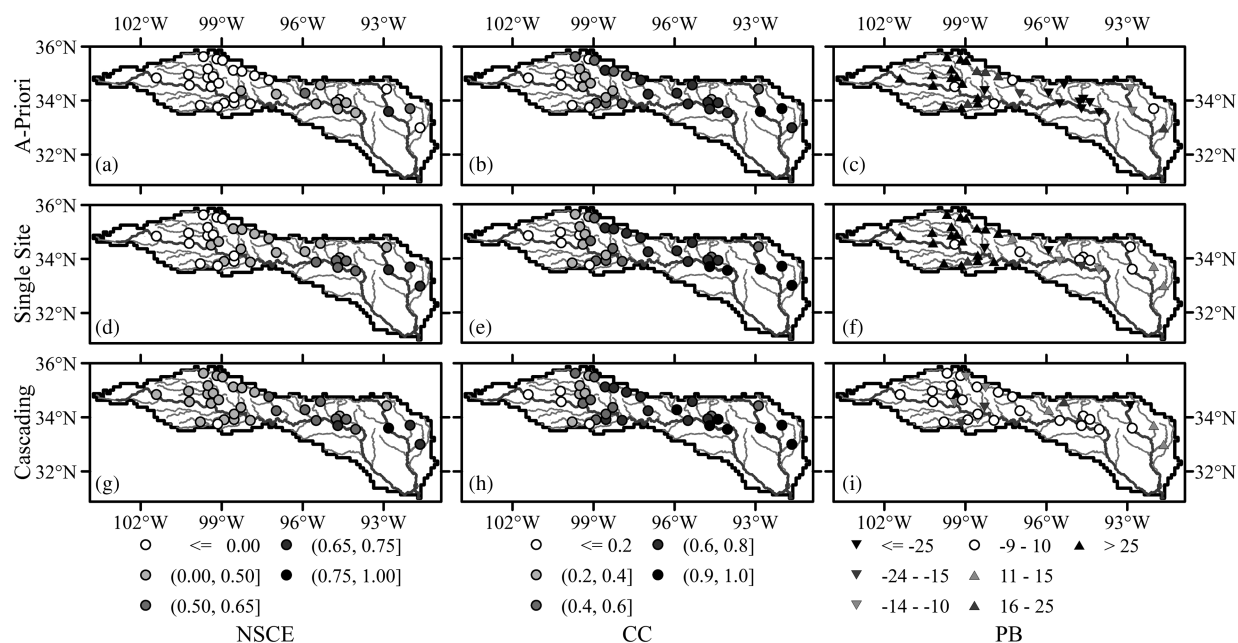 102°W 99°W 96°W 93°W 102°W 99°W 96°W 93°W 102°W 99°W 96°W 93°W
36°N 36°N
A-Priori 34°N 34°N
32°N (a) (b) (c) 32°N
36°N 36°N
Single Site 34°N 34°N
32°N (d) (e) (f) 32°N
36°N 36°N
Cascading 34°N 34°N
32°N (g) (h) (i) 32°N
102°W 99°W 96°W 93°W 102°W 99°W 96°W 93°W 102°W 99°W 96°W 93°W
<= 0.00 (0.65, 0.75] <= 0.2 (0.6, 0.8] <= -25 -9 - 10 > 25
(0.00, 0.50] (0.75, 1.00] (0.2, 0.4] (0.9, 1.0] -24 - -15 11 - 15
(0.50, 0.65] (0.4, 0.6] -14 - -10 16 - 25
NSCE CC PB